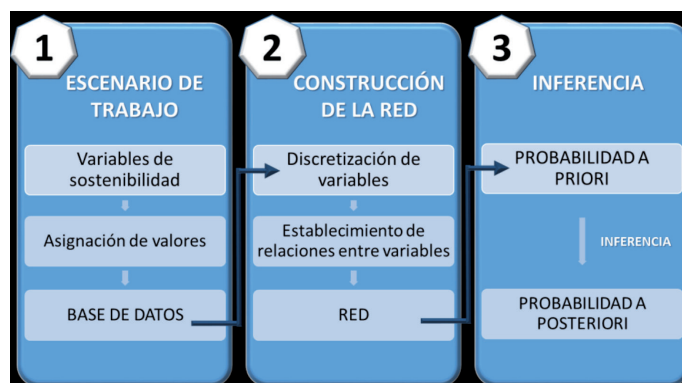 1
ESCENARIO DE
TRABAJO
Variables de
sostenibilidad
Asignación de valores
BASE DE DATOS
2
CONSTRUCCIÓN
DE LA RED
Discretización de
variables
Establecimiento de
relaciones entre variables
RED
3
INFERENCIA
PROBABILIDAD A
PRIORI
INFERENCIA
PROBABILIDAD A
POSTERIORI